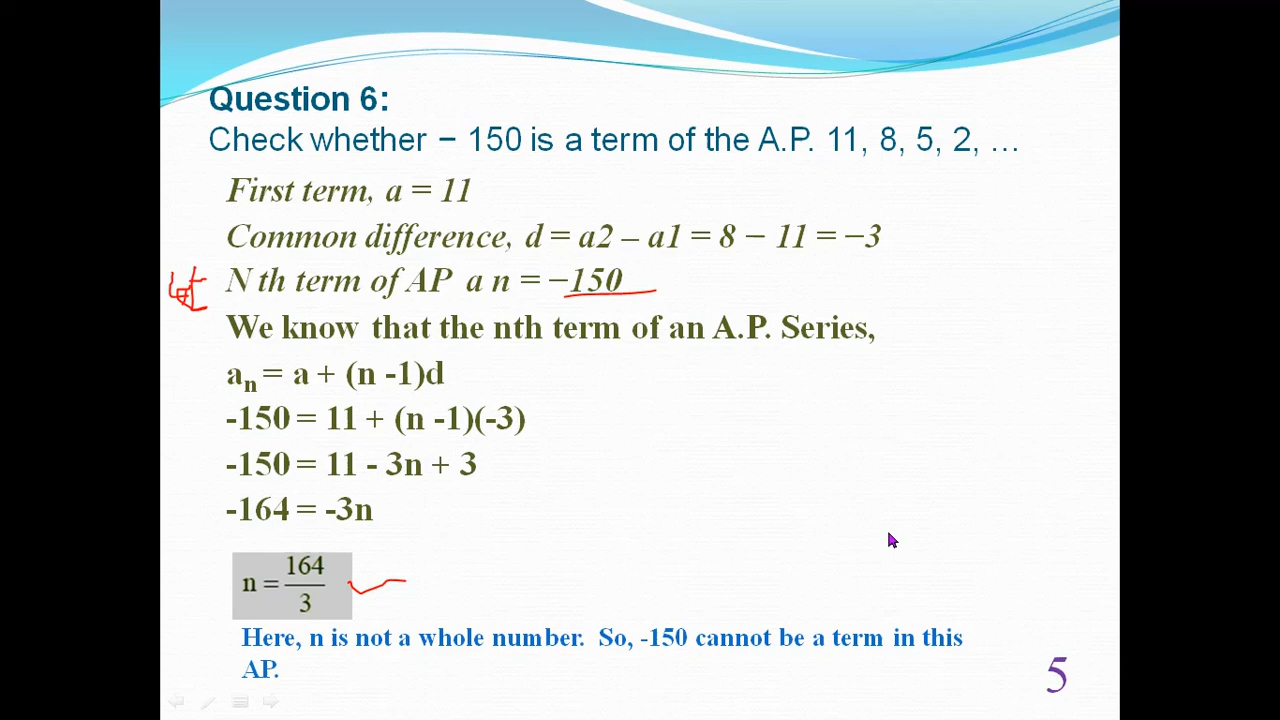 Question 6:
Check whether − 150 is a term of the A.P. 11, 8, 5, 2, …
First term, a = 11
Common difference, d = a2 – a1 = 8 − 11 = −3
N th term of AP a n = −150
We know that the nth term of an A.P. Series,
aₙ = a + (n -1)d
-150 = 11 + (n -1)(-3)
-150 = 11 - 3n + 3
-164 = -3n
n = 164/3
Here, n is not a whole number. So, -150 cannot be a term in this
AP.
5